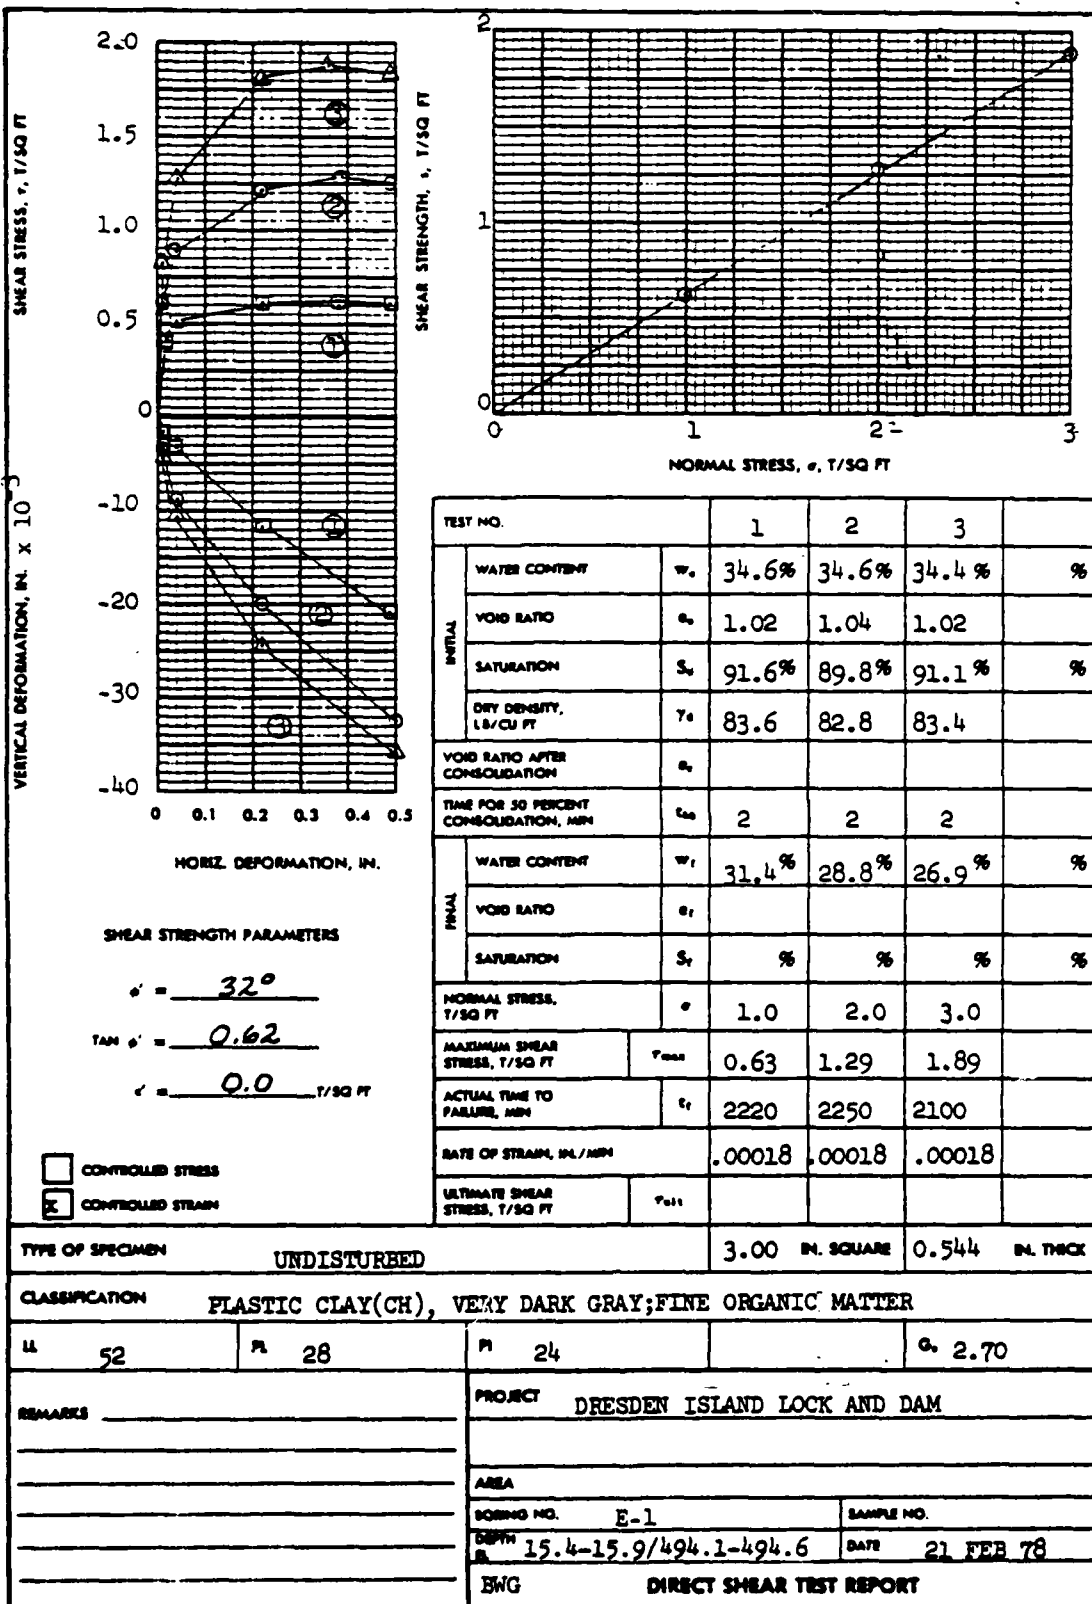 SHEAR STRESS, τ, T/SQ FT
2.0
1.5
1.0
0.5
0
-10
-20
-30
-40
VERTICAL DEFORMATION, IN. x 10⁻³
3
2
1
1
2
3
0 0.1 0.2 0.3 0.4 0.5
HORIZ. DEFORMATION, IN.
SHEAR STRENGTH, s, T/SQ FT
2
1
0
0 1 2 3
NORMAL STRESS, σ, T/SQ FT
SHEAR STRENGTH PARAMETERS
φ' = 32°
TAN φ' = 0.62
c' = 0.0 T/SQ FT
CONTROLLED STRESS
X CONTROLLED STRAIN
TEST NO. 1 2 3
INITIAL
WATER CONTENT w₀ 34.6% 34.6% 34.4% %
VOID RATIO e₀ 1.02 1.04 1.02
SATURATION S₀ 91.6% 89.8% 91.1% %
DRY DENSITY, LB/CU FT γd 83.6 82.8 83.4
VOID RATIO AFTER CONSOLIDATION
TIME FOR 50 PERCENT CONSOLIDATION, MIN t₅₀ 2 2 2
FINAL
WATER CONTENT wf 31.4% 28.8% 26.9% %
VOID RATIO ef
SATURATION Sf % % % %
NORMAL STRESS, T/SQ FT σ 1.0 2.0 3.0
MAXIMUM SHEAR STRESS, T/SQ FT τmax 0.63 1.29 1.89
ACTUAL TIME TO FAILURE, MIN tf 2220 2250 2100
RATE OF STRAIN, IN./MIN .00018 .00018 .00018
ULTIMATE SHEAR STRESS, T/SQ FT τult
TYPE OF SPECIMEN UNDISTURBED 3.00 IN. SQUARE 0.544 IN. THICK
CLASSIFICATION PLASTIC CLAY(CH), VERY DARK GRAY;FINE ORGANIC MATTER
LL 52 PL 28 PI 24 Gs 2.70
REMARKS
PROJECT DRESDEN ISLAND LOCK AND DAM
AREA
BORING NO. E-1 SAMPLE NO.
DEPTH EL 15.4-15.9/494.1-494.6 DATE 21 FEB 78
BWG DIRECT SHEAR TEST REPORT